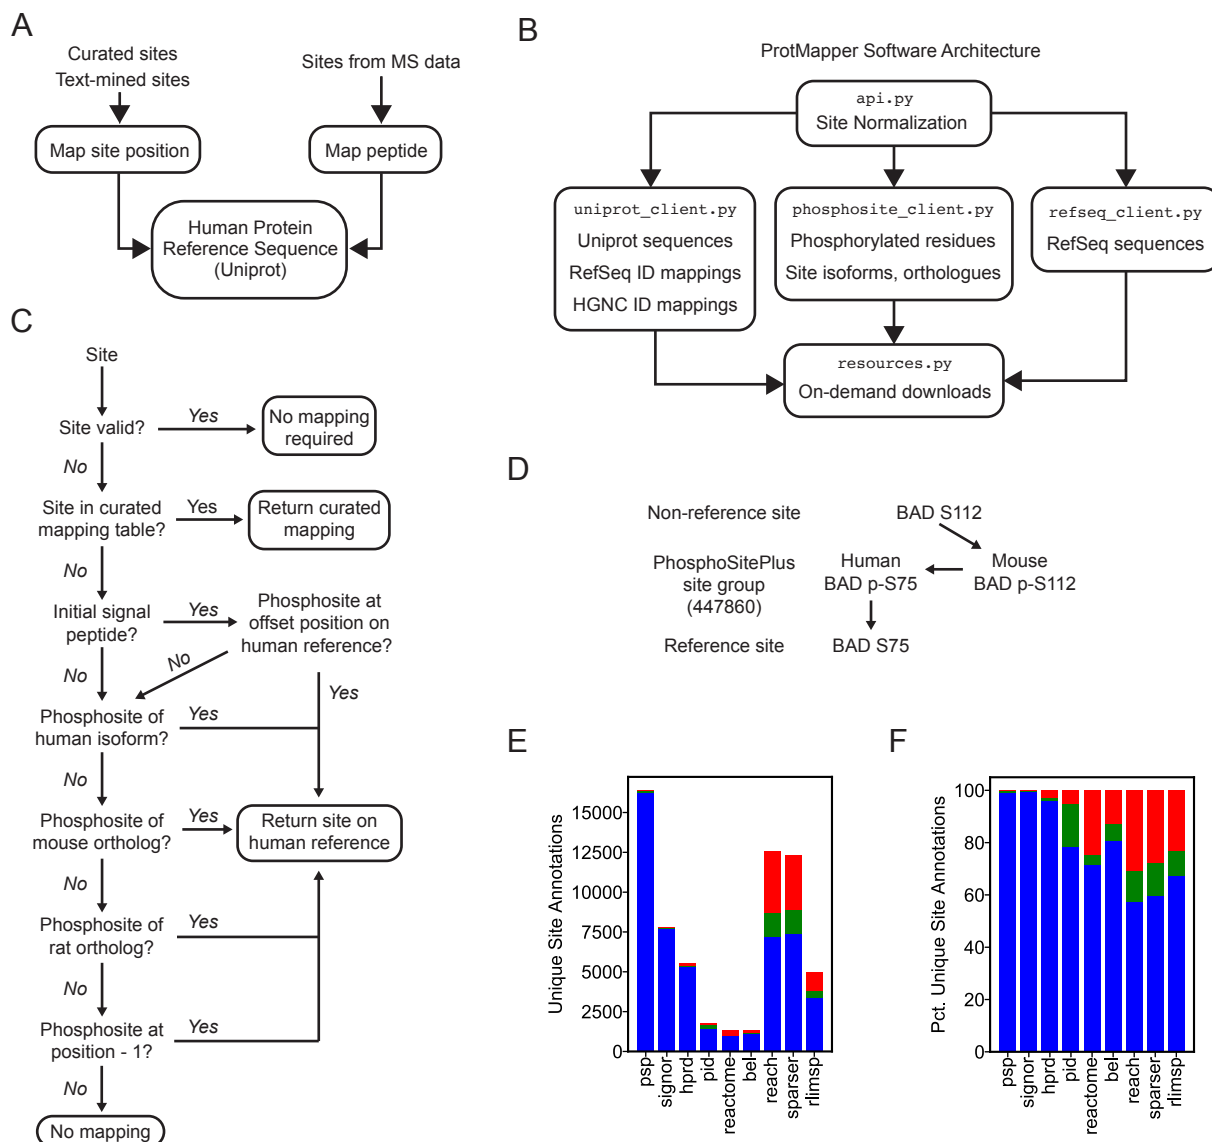 A
Curated sites
Text-mined sites
Sites from MS data
Map site position
Map peptide
Human Protein
Reference Sequence
(Uniprot)
B
ProtMapper Software Architecture
api.py
Site Normalization
uniprot_client.py
Uniprot sequences
RefSeq ID mappings
HGNC ID mappings
phosphosite_client.py
Phosphorylated residues
Site isoforms, orthologues
refseq_client.py
RefSeq sequences
resources.py
On-demand downloads
C
Site
Site valid?
Yes
No mapping
required
No
Site in curated
mapping table?
Yes
Return curated
mapping
No
Initial signal
peptide?
Yes
Phosphosite at
offset position on
human reference?
No
No
Yes
Phosphosite of
human isoform?
Yes
No
Phosphosite of
mouse ortholog?
Yes
Return site on
human reference
No
Phosphosite of
rat ortholog?
Yes
No
Phosphosite at
position - 1?
Yes
No
No mapping
D
Non-reference site
BAD S112
PhosphoSitePlus
site group
(447860)
Human
BAD p-S75
Mouse
BAD p-S112
Reference site
BAD S75
E
Unique Site Annotations
15000
12500
10000
7500
5000
2500
0
psp
signor
hprd
pid
reactome
bel
reach
sparser
rlimsp
F
Pct. Unique Site Annotations
100
80
60
40
20
0
psp
signor
hprd
pid
reactome
bel
reach
sparser
rlimsp